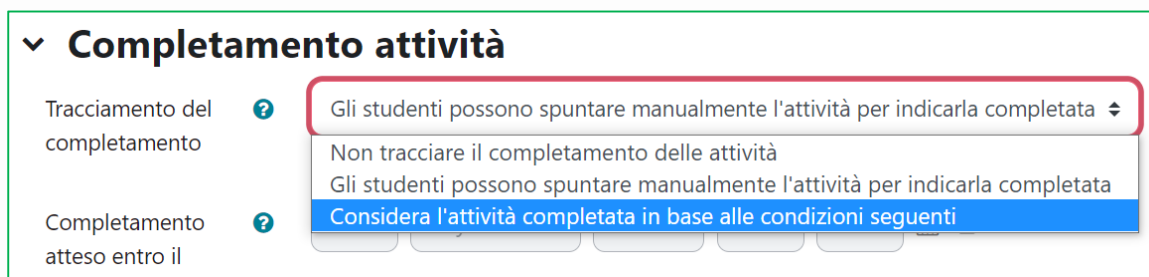 Completamento attività
Tracciamento del
completamento
Gli studenti possono spuntare manualmente l'attività per indicarla completata
Non tracciare il completamento delle attività
Gli studenti possono spuntare manualmente l'attività per indicarla completata
Considera l'attività completata in base alle condizioni seguenti
Completamento
atteso entro il